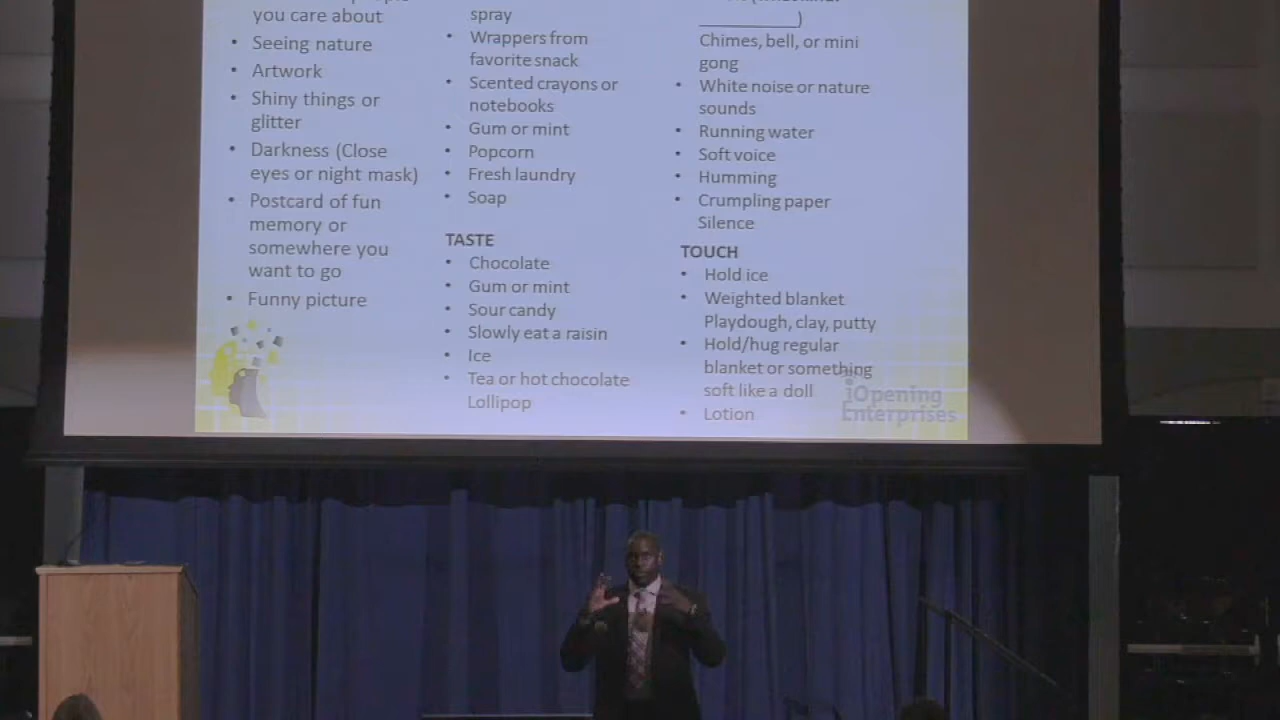 you care about
• Seeing nature
• Artwork
• Shiny things or
glitter
• Darkness (Close
eyes or night mask)
• Postcard of fun
memory or
somewhere you
want to go
• Funny picture
spray
• Wrappers from
favorite snack
• Scented crayons or
notebooks
• Gum or mint
• Popcorn
• Fresh laundry
• Soap
TASTE
• Chocolate
• Gum or mint
• Sour candy
• Slowly eat a raisin
• Ice
• Tea or hot chocolate
Lollipop
__________)
Chimes, bell, or mini
gong
• White noise or nature
sounds
• Running water
• Soft voice
• Humming
• Crumpling paper
Silence
TOUCH
• Hold ice
• Weighted blanket
Playdough, clay, putty
• Hold/hug regular
blanket or something
soft like a doll
• Lotion
iOpening
Enterprises